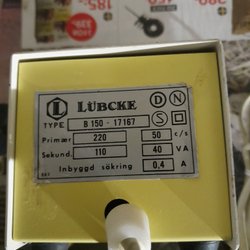 LÜBCKE D N
TYPE B 150 - 17167 S
Primær 220 50 c/s
Sekund. 110 40 VA
Inbyggd säkring 0,4 A